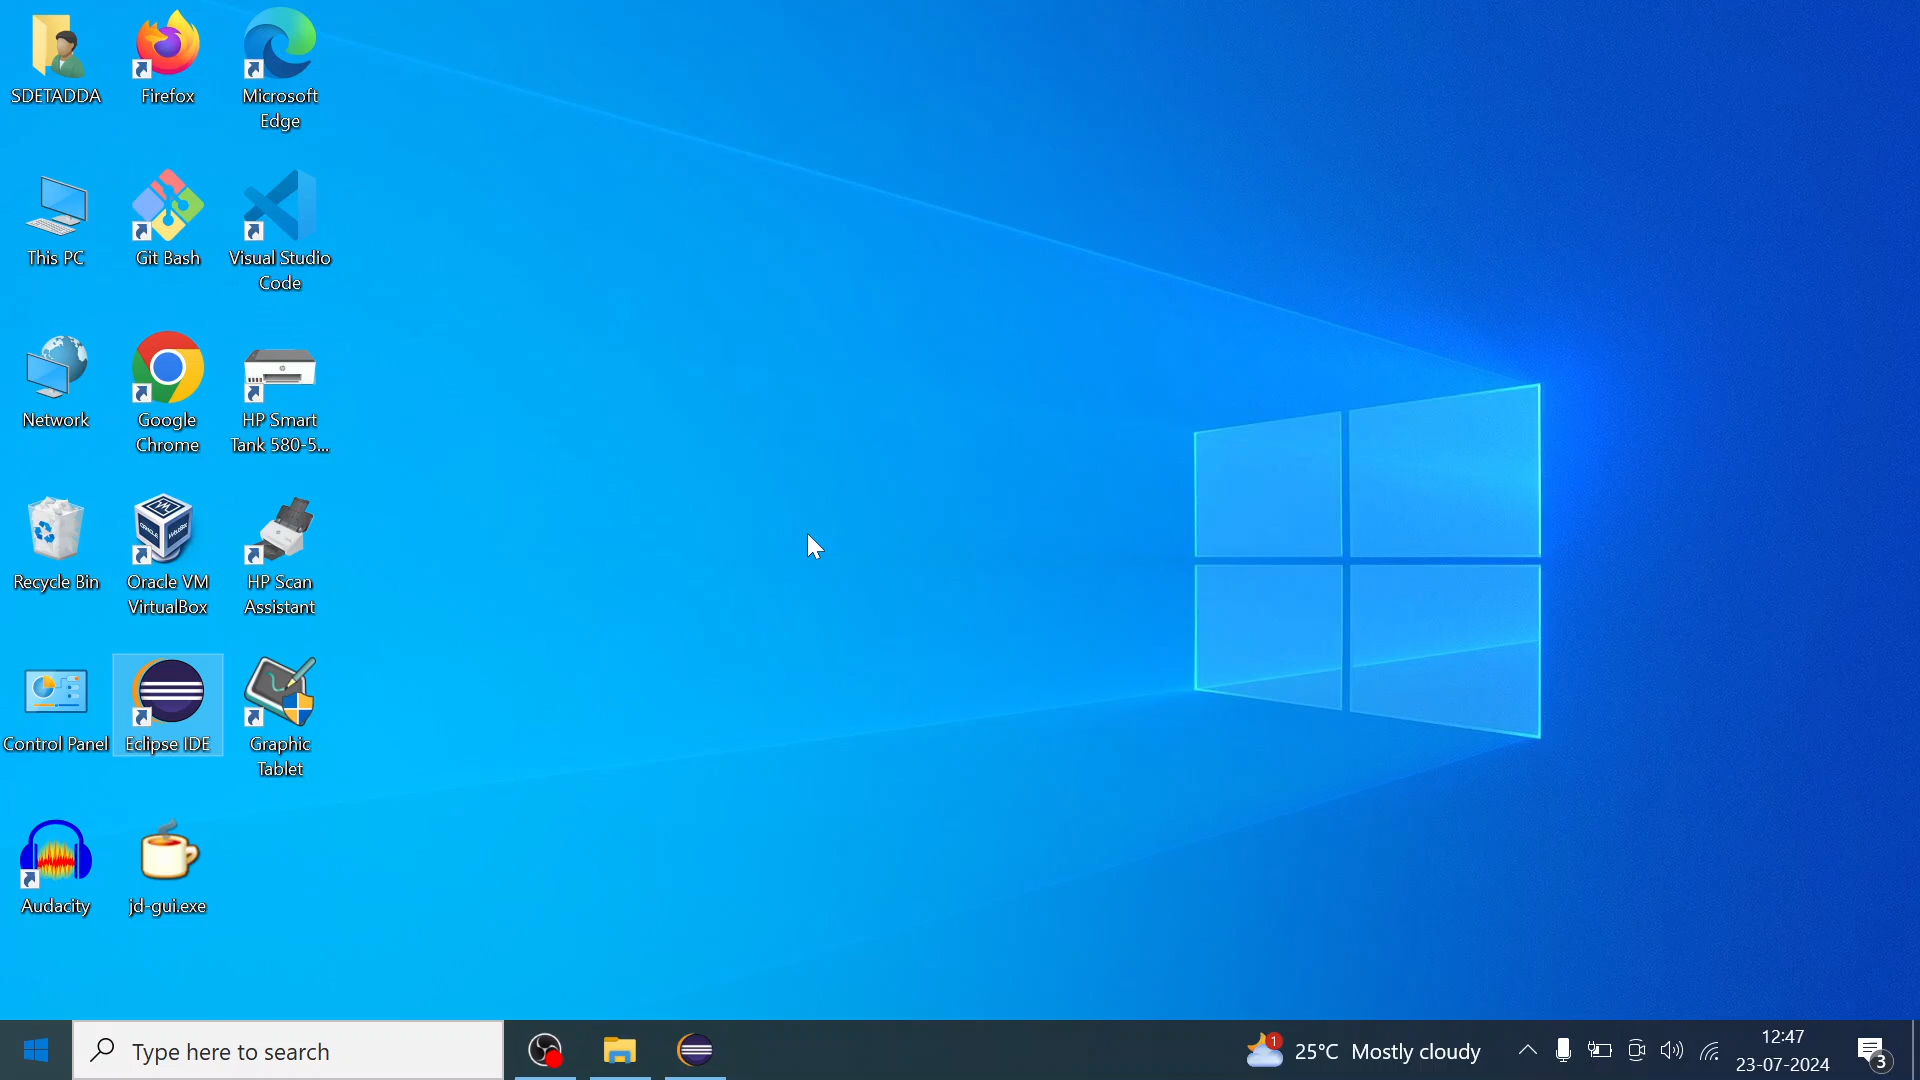 SDETADDA
Firefox
Microsoft
Edge
This PC
Git Bash
Visual Studio
Code
Network
Google
Chrome
HP Smart
Tank 580-5...
Recycle Bin
Oracle VM
VirtualBox
HP Scan
Assistant
Control Panel
Eclipse IDE
Graphic
Tablet
Audacity
jd-gui.exe
Type here to search
1
25°C Mostly cloudy
12:47
23-07-2024
3